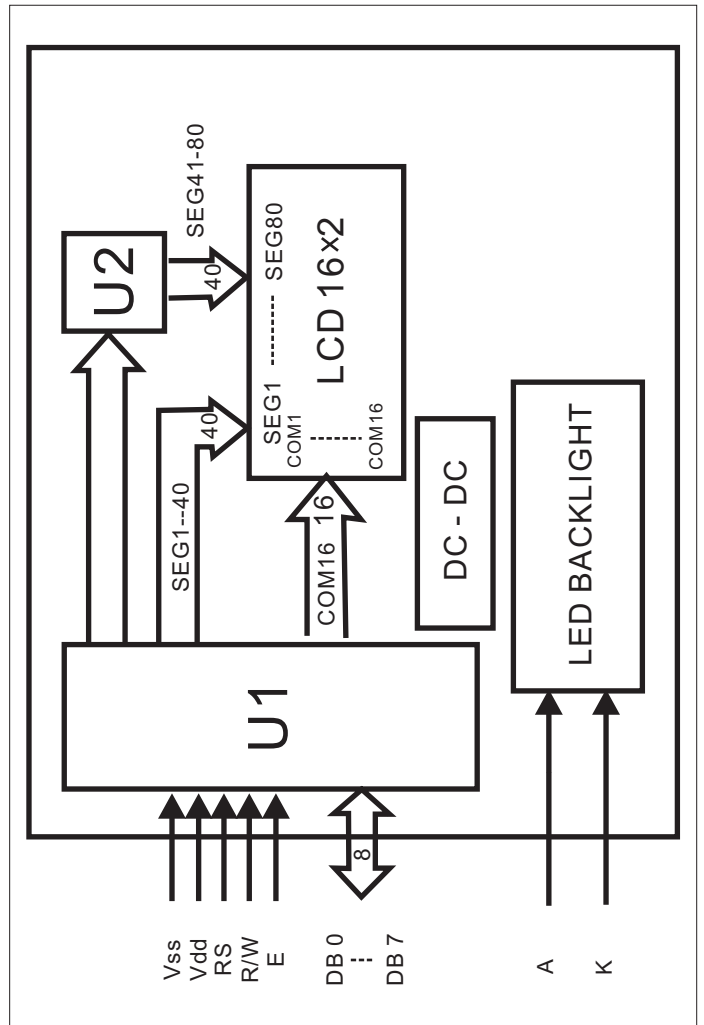 Vss
Vdd
RS
R/W
E
DB 0
DB 7
8
A
K
U1
U2
SEG1--40
40
SEG41-80
40
COM16
16
SEG1
SEG80
COM1
COM16
LCD 16×2
DC - DC
LED BACKLIGHT